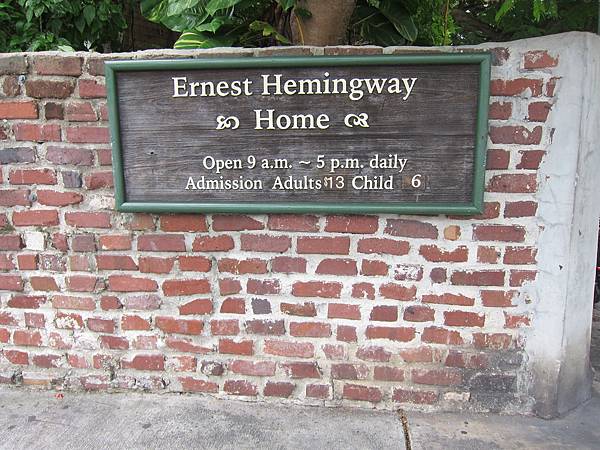 Ernest Hemingway
Home
Open 9 a.m. ~ 5 p.m. daily
Admission Adults $13 Child 6